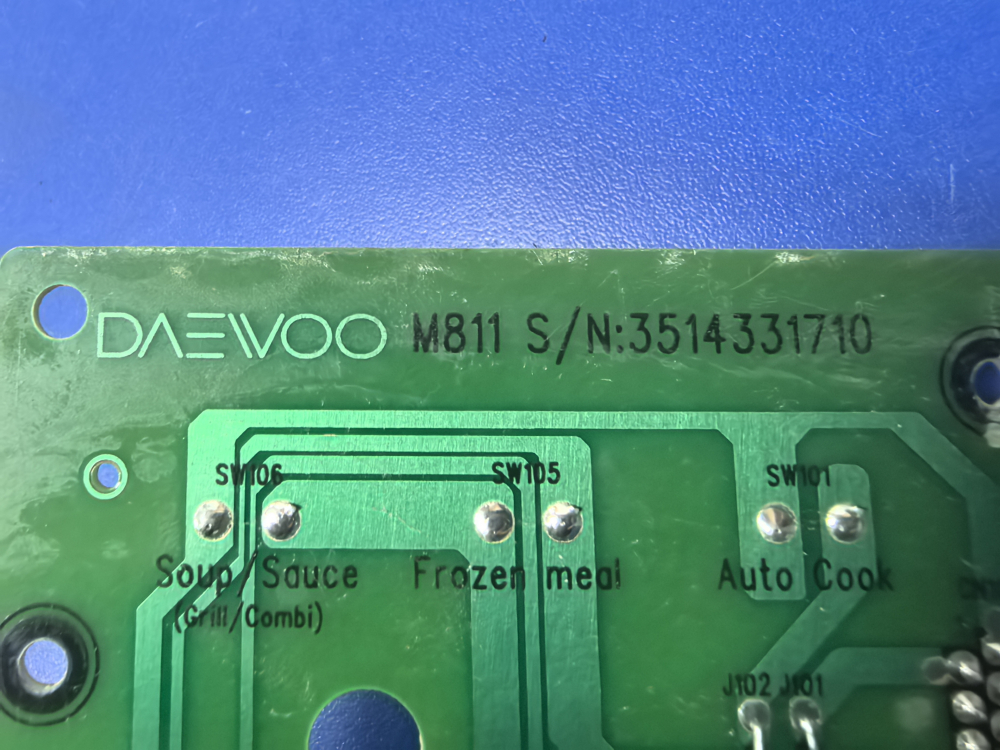 DAEWOO M811 S/N:3514331710
SW106 SW105 SW101
Soup/Sauce Frozen meal Auto Cook
(Grill/Combi)
J102 J101